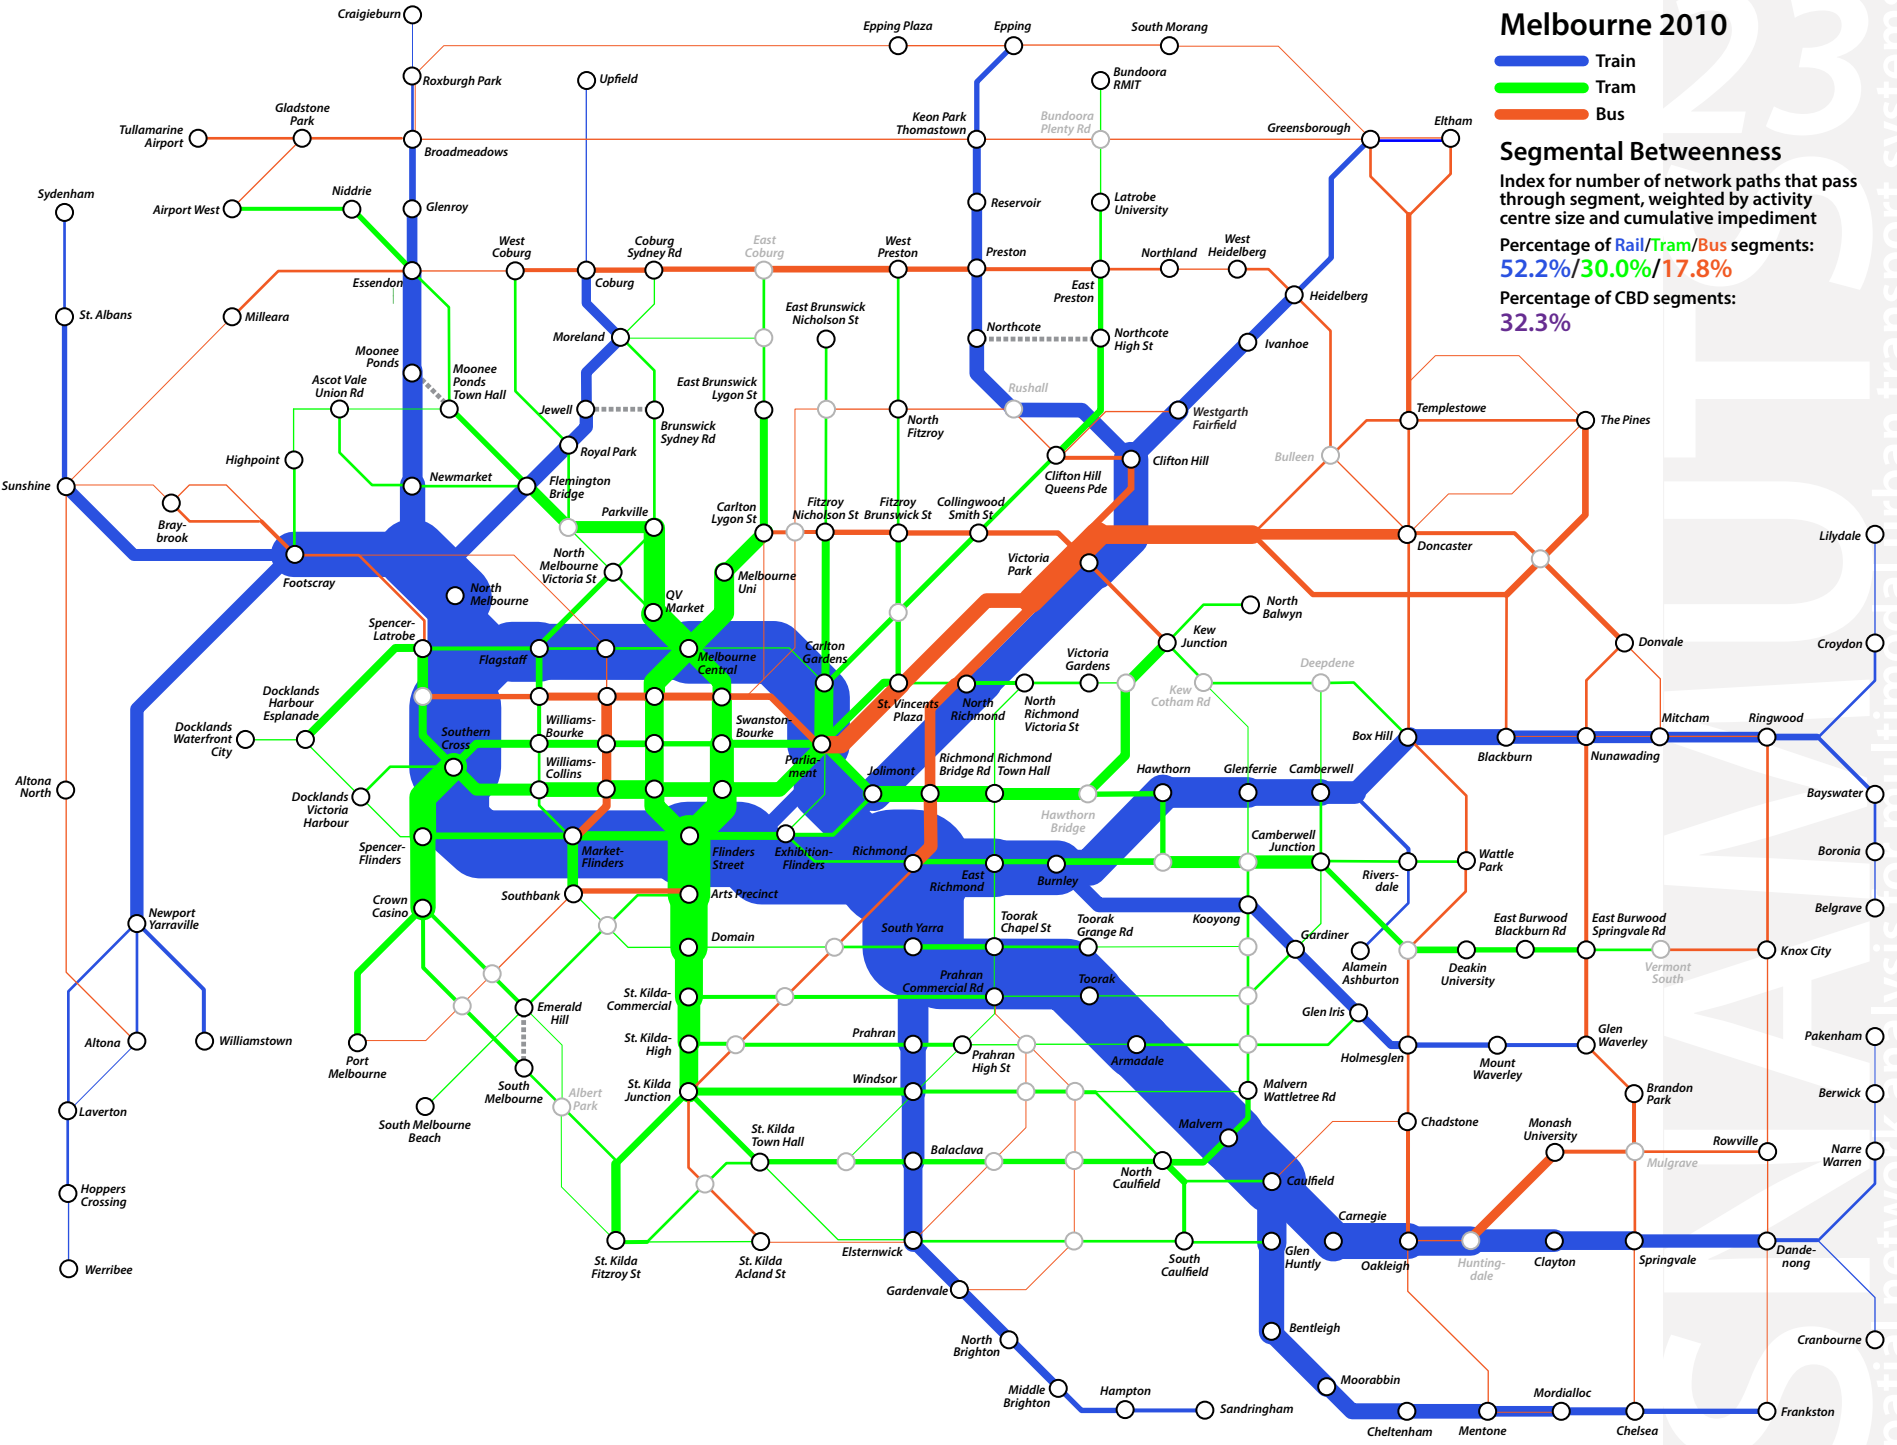 Melbourne 2010
Train
Tram
Bus
Segmental Betweenness
Index for number of network paths that pass
through segment, weighted by activity
centre size and cumulative impediment
Percentage of Rail/Tram/Bus segments:
52.2%/30.0%/17.8%
Percentage of CBD segments:
32.3%
23
Craigieburn
Epping Plaza
Epping
South Morang
Roxburgh Park
Upfield
Bundoora
RMIT
Gladstone
Park
Tullamarine
Airport
Broadmeadows
Keon Park
Thomastown
Bundoora
Plenty Rd
Greensborough
Eltham
Sydenham
Niddrie
Airport West
Glenroy
Reservoir
Latrobe
University
West
Coburg
Coburg
Sydney Rd
East
Coburg
West
Preston
Preston
Northland
West
Heidelberg
Essendon
Coburg
East
Preston
Heidelberg
St. Albans
Milleara
East Brunswick
Nicholson St
Moreland
Northcote
Northcote
High St
Ivanhoe
Moonee
Ponds
Moonee
Ponds
Town Hall
Ascot Vale
Union Rd
East Brunswick
Lygon St
Rushall
Jewell
Brunswick
Sydney Rd
North
Fitzroy
Westgarth
Fairfield
Templestowe
The Pines
Royal Park
Highpoint
Clifton Hill
Queens Pde
Clifton Hill
Bulleen
Sunshine
Newmarket
Flemington
Bridge
Bray-
brook
Parkville
Carlton
Lygon St
Fitzroy
Nicholson St
Fitzroy
Brunswick St
Collingwood
Smith St
Footscray
North
Melbourne
Victoria St
Melbourne
Uni
Victoria
Park
Doncaster
Lilydale
North
Melbourne
QV
Market
North
Balwyn
Spencer-
Latrobe
Flagstaff
Melbourne
Central
Carlton
Gardens
Victoria
Gardens
Kew
Junction
Deepdene
Donvale
Croydon
Docklands
Harbour
Esplanade
Kew
Cotham Rd
St. Vincents
Plaza
North
Richmond
North
Richmond
Victoria St
Docklands
Waterfront
City
Southern
Cross
Williams-
Bourke
Swanston-
Bourke
Parlia-
ment
Box Hill
Blackburn
Nunawading
Mitcham
Ringwood
Williams-
Collins
Jolimont
Richmond
Bridge Rd
Richmond
Town Hall
Hawthorn
Glenferrie
Camberwell
Altona
North
Docklands
Victoria
Harbour
Hawthorn
Bridge
Bayswater
Spencer-
Flinders
Market-
Flinders
Flinders
Street
Exhibition-
Flinders
Richmond
East
Richmond
Burnley
Camberwell
Junction
Rivers-
dale
Wattle
Park
Boronia
Crown
Casino
Southbank
Arts Precinct
Kooyong
Belgrave
Newport
Yarraville
Domain
South Yarra
Toorak
Chapel St
Toorak
Grange Rd
Gardiner
Alamein
Ashburton
Deakin
University
East Burwood
Blackburn Rd
East Burwood
Springvale Rd
Vermont
South
Knox City
St. Kilda-
Commercial
Prahran
Commercial Rd
Toorak
Emerald
Hill
Glen Iris
Altona
Williamstown
Port
Melbourne
St. Kilda-
High
Prahran
Prahran
High St
Armadale
Holmesglen
Mount
Waverley
Glen
Waverley
Pakenham
South
Melbourne
St. Kilda
Junction
Windsor
Malvern
Wattletree Rd
Brandon
Park
Berwick
Laverton
South Melbourne
Beach
Albert
Park
Malvern
Chadstone
Monash
University
Mulgrave
Rowville
Narre
Warren
St. Kilda
Town Hall
Balaclava
North
Caulfield
Caulfield
Hoppers
Crossing
Carnegie
Werribee
St. Kilda
Fitzroy St
St. Kilda
Acland St
Elsternwick
South
Caulfield
Glen
Huntly
Oakleigh
Hunting-
dale
Clayton
Springvale
Dande-
nong
Gardenvale
North
Brighton
Bentleigh
Cranbourne
Middle
Brighton
Hampton
Sandringham
Moorabbin
Cheltenham
Mentone
Mordialloc
Chelsea
Frankston